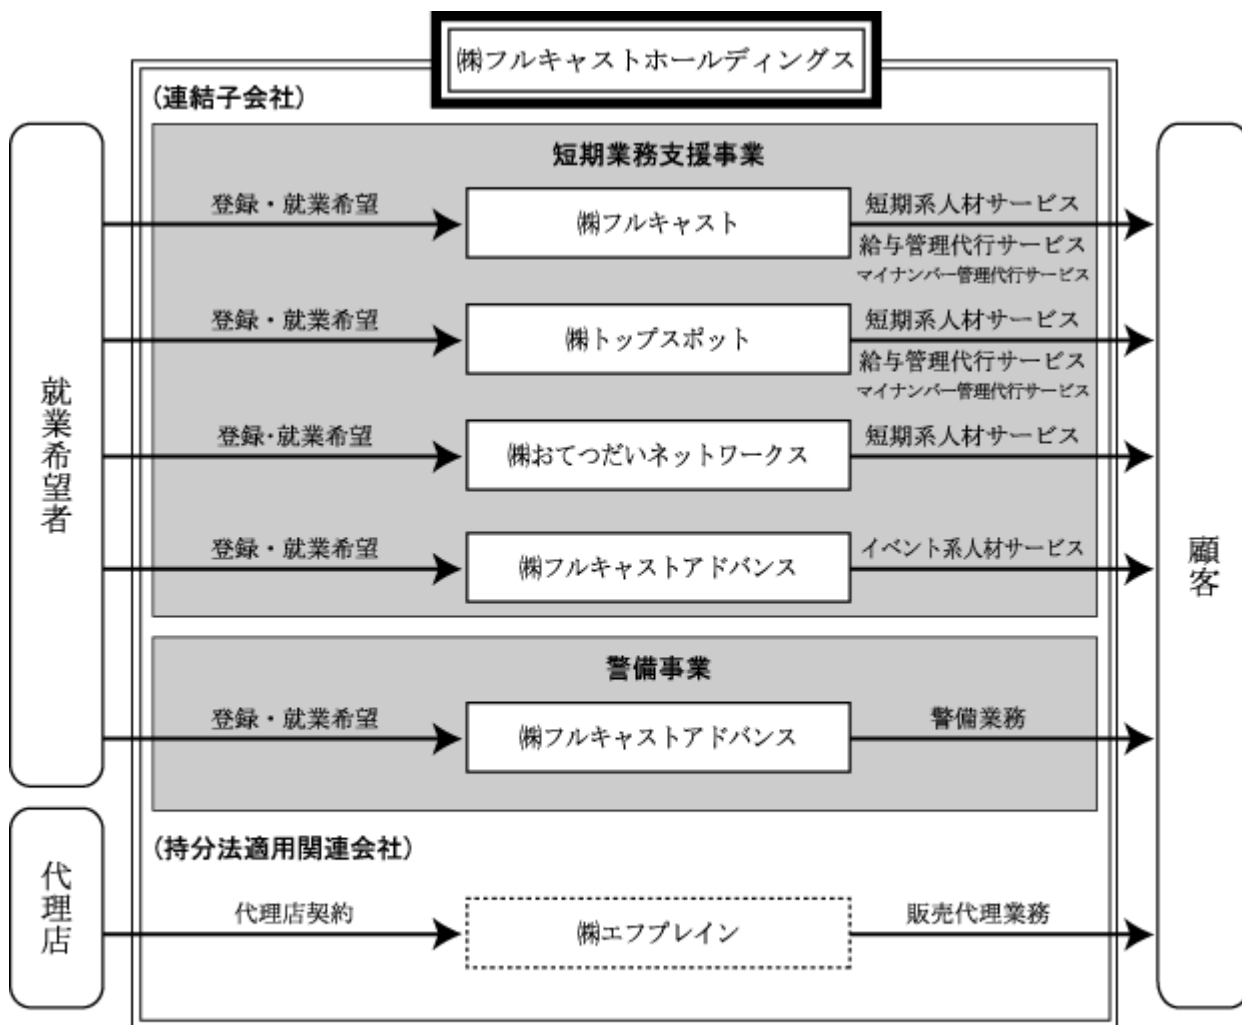 ㈱フルキャストホールディングス
(連結子会社)
短期業務支援事業
就業希望者
登録・就業希望
㈱フルキャスト
短期系人材サービス
給与管理代行サービス
マイナンバー管理代行サービス
登録・就業希望
㈱トップスポット
短期系人材サービス
給与管理代行サービス
マイナンバー管理代行サービス
登録・就業希望
㈱おてつだいネットワークス
短期系人材サービス
登録・就業希望
㈱フルキャストアドバンス
イベント系人材サービス
顧客
警備事業
登録・就業希望
㈱フルキャストアドバンス
警備業務
(持分法適用関連会社)
代理店
代理店契約
㈱エフプレイン
販売代理業務